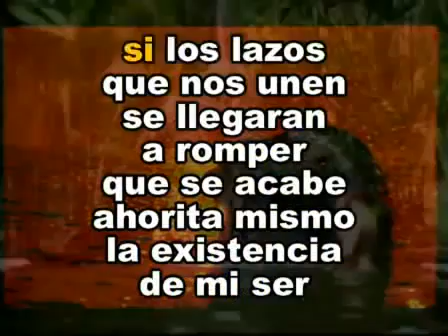 si los lazos
que nos unen
se llegaran
a romper
que se acabe
ahorita mismo
la existencia
de mi ser